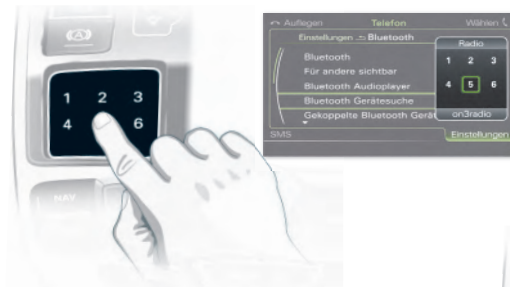 Auflegen Telefon Wählen
Einstellungen Bluetooth
Bluetooth
Für andere sichtbar
Bluetooth Audioplayer
Bluetooth Gerätesuche
Gekoppelte Bluetooth Gerät
SMS Einstellungen
Radio
1 2 3
4 5 6
on3radio
1 2 3
4 6
NAV